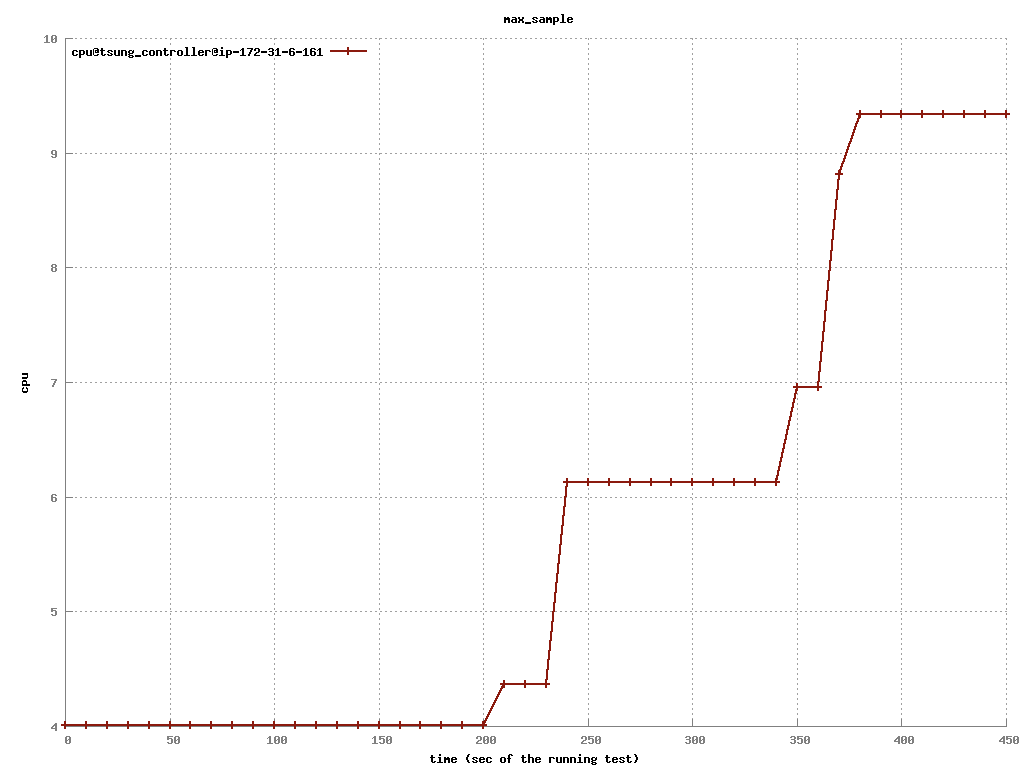 max_sample
cpu@tsung_controller@ip-172-31-6-161
10
9
8
7
6
5
4
cpu
0 50 100 150 200 250 300 350 400 450
time (sec of the running test)